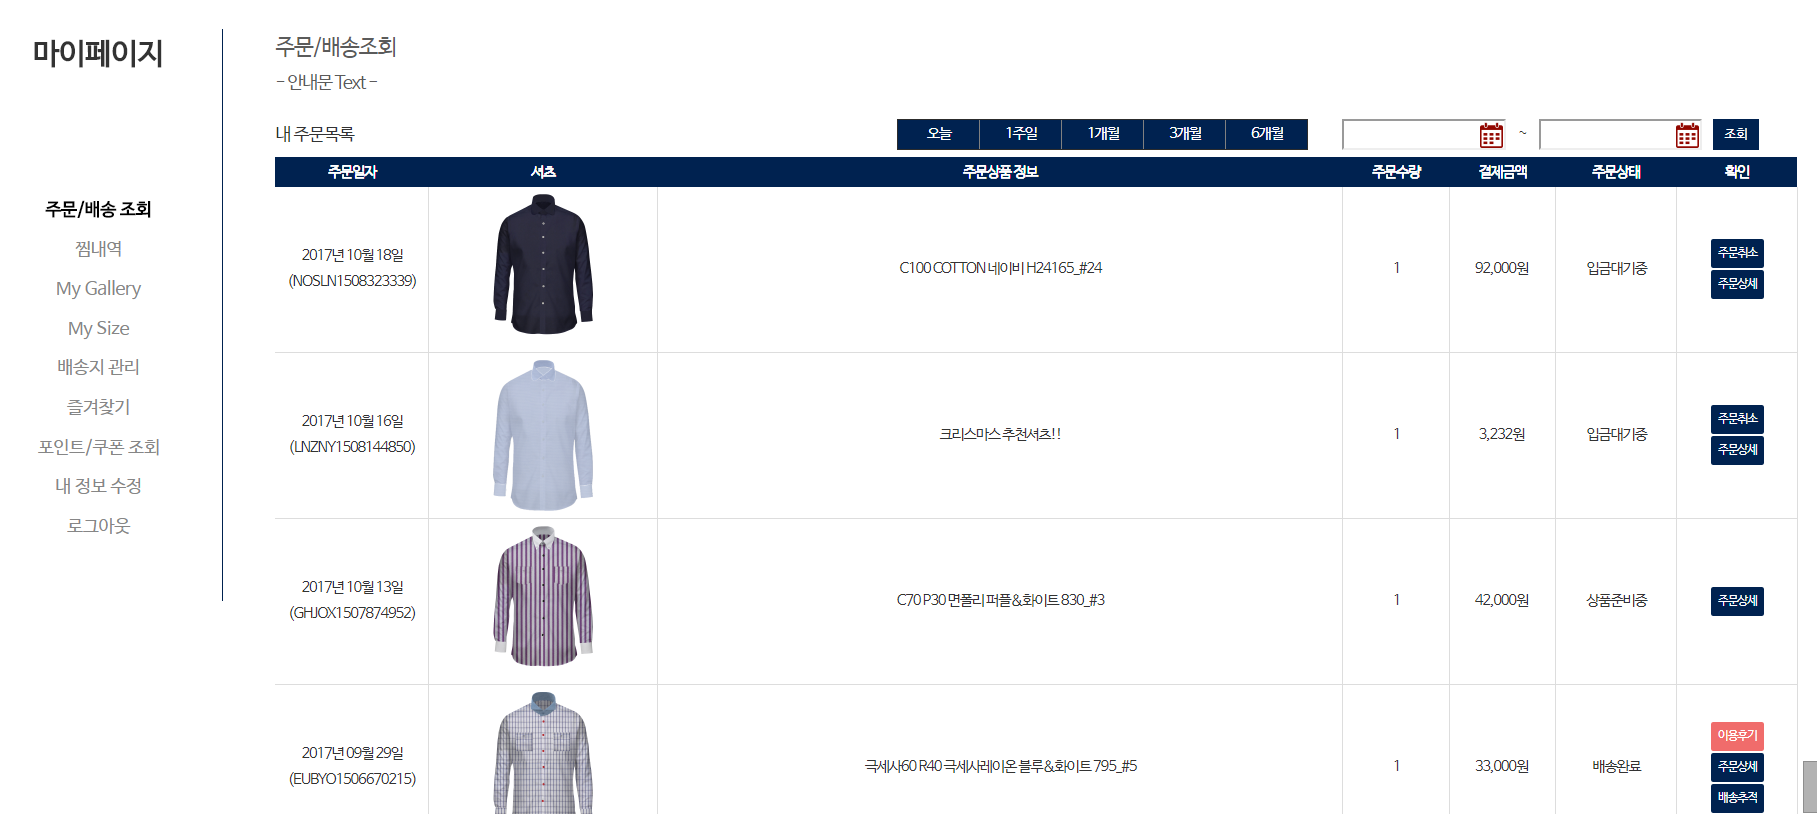 마이페이지
주문/배송 조회
찜내역
My Gallery
My Size
배송지 관리
즐겨찾기
포인트/쿠폰 조회
내 정보 수정
로그아웃
주문/배송조회
- 안내문 Text -
내 주문목록
오늘 1주일 1개월 3개월 6개월 ~ 조회
주문일자 셔츠 주문상품 정보 주문수량 결제금액 주문상태 확인
2017년 10월 18일
(NOSLN1508323339)
C100 COTTON 네이비 H24165_#24 1 92,000원 입금대기중
주문취소
주문상세
2017년 10월 16일
(LNZNY1508144850)
크리스마스 추천셔츠!! 1 3,232원 입금대기중
주문취소
주문상세
2017년 10월 13일
(GHJOX1507874952)
C70 P30 면폴리 퍼플&화이트 830_#3 1 42,000원 상품준비중
주문상세
2017년 09월 29일
(EUBYO1506670215)
극세사60 R40 극세사레이온 블루&화이트 795_#5 1 33,000원 배송완료
이용후기
주문상세
배송추적